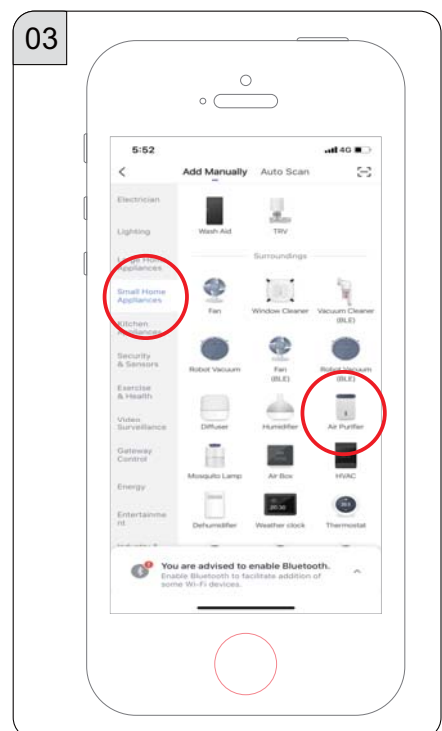 03
5:52
4G
Add Manually Auto Scan
Electrician
Lighting
Large Home
Appliances
Small Home
Appliances
Kitchen
Appliances
Security
& Sensors
Exercise
& Health
Video
Surveillance
Gateway
Control
Energy
Entertainme
nt
Wash-Aid TRV
Surroundings
Fan Window Cleaner Vacuum Cleaner
(BLE)
Robot Vacuum Fan Robot Vacuum
(BLE) (BLE)
Diffuser Humidifier Air Purifier
Mosquito Lamp Air Box HVAC
Dehumidifier Weather clock Thermostat
You are advised to enable Bluetooth.
Enable Bluetooth to facilitate addition of
some Wi-Fi devices.